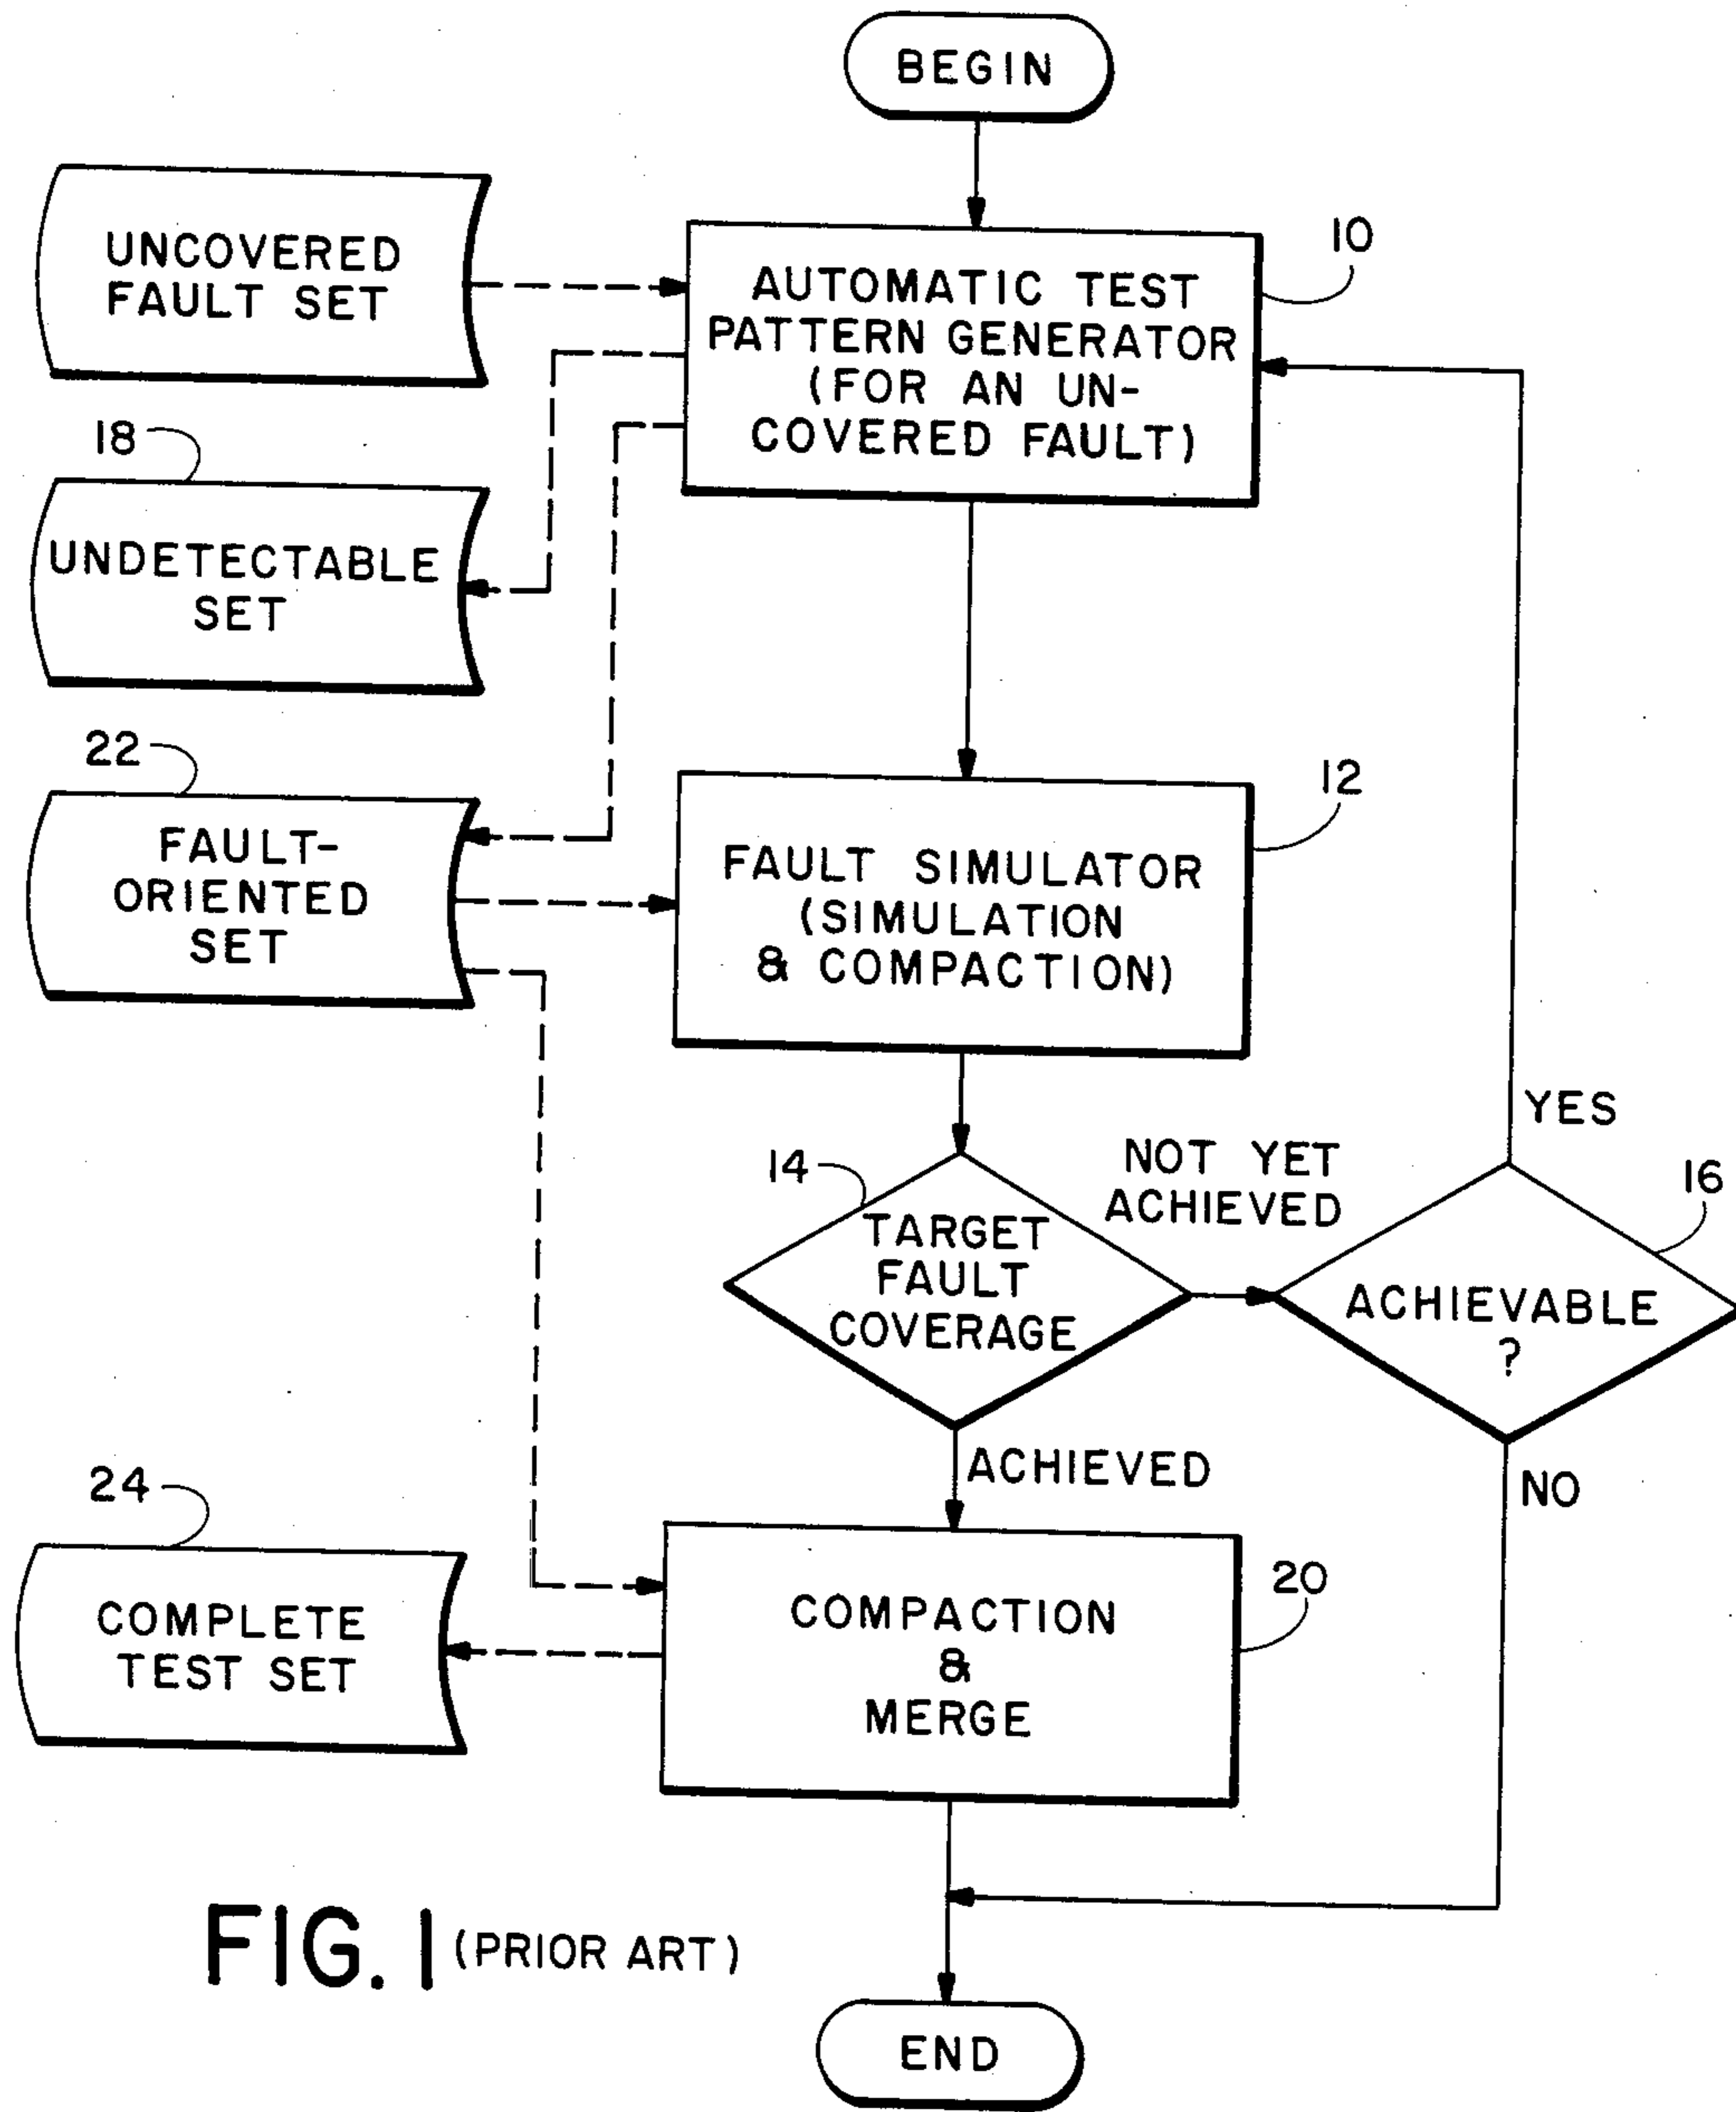 BEGIN
UNCOVERED
FAULT SET
10
AUTOMATIC TEST
PATTERN GENERATOR
(FOR AN UN-
COVERED FAULT)
18
UNDETECTABLE
SET
22
FAULT-
ORIENTED
SET
12
FAULT SIMULATOR
(SIMULATION
& COMPACTION)
YES
14
TARGET
FAULT
COVERAGE
NOT YET
ACHIEVED
16
ACHIEVABLE
?
ACHIEVED
NO
24
COMPLETE
TEST SET
20
COMPACTION
&
MERGE
FIG. 1 (PRIOR ART)
END